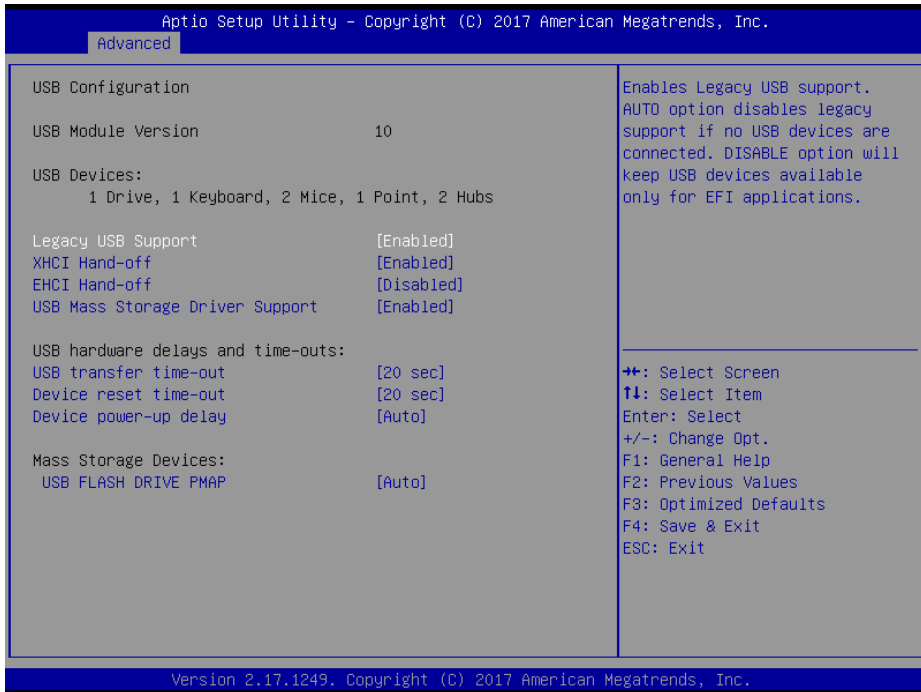 Aptio Setup Utility – Copyright (C) 2017 American Megatrends, Inc.
Advanced
USB Configuration
USB Module Version 10
USB Devices:
1 Drive, 1 Keyboard, 2 Mice, 1 Point, 2 Hubs
Legacy USB Support [Enabled]
XHCI Hand-off [Enabled]
EHCI Hand-off [Disabled]
USB Mass Storage Driver Support [Enabled]
USB hardware delays and time-outs:
USB transfer time-out [20 sec]
Device reset time-out [20 sec]
Device power-up delay [Auto]
Mass Storage Devices:
USB FLASH DRIVE PMAP [Auto]
Enables Legacy USB support.
AUTO option disables legacy
support if no USB devices are
connected. DISABLE option will
keep USB devices available
only for EFI applications.
→←: Select Screen
↑↓: Select Item
Enter: Select
+/-: Change Opt.
F1: General Help
F2: Previous Values
F3: Optimized Defaults
F4: Save & Exit
ESC: Exit
Version 2.17.1249. Copyright (C) 2017 American Megatrends, Inc.